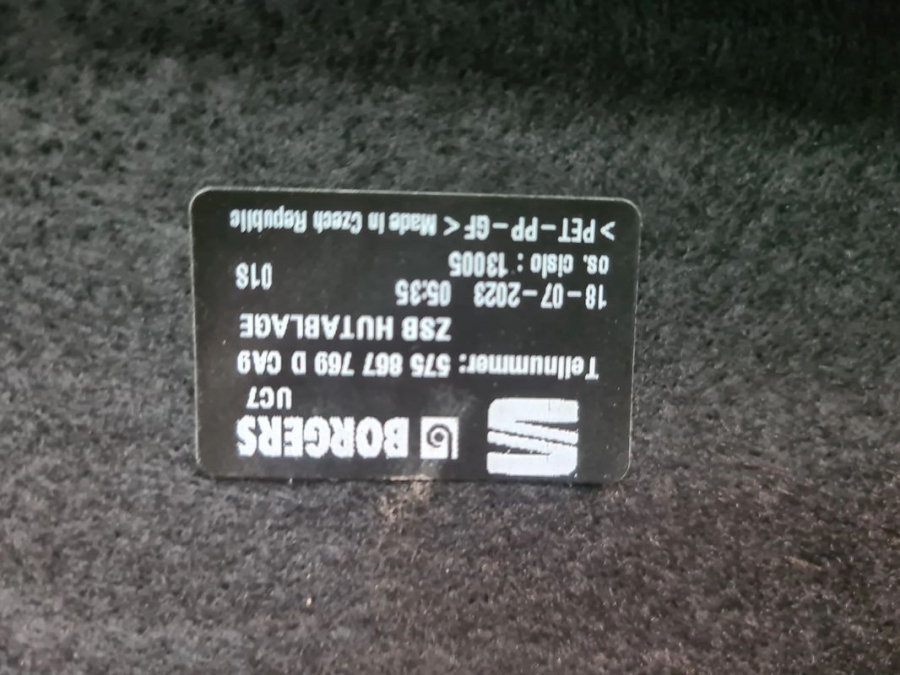 BORGERS
UC7
Teilnummer: 575 867 769 D CA9
ZSB HUTABLAGE
18-07-2023 05:35 01S
os. cislo : 13005
>PET-PP-GF< Made in Czech Republic